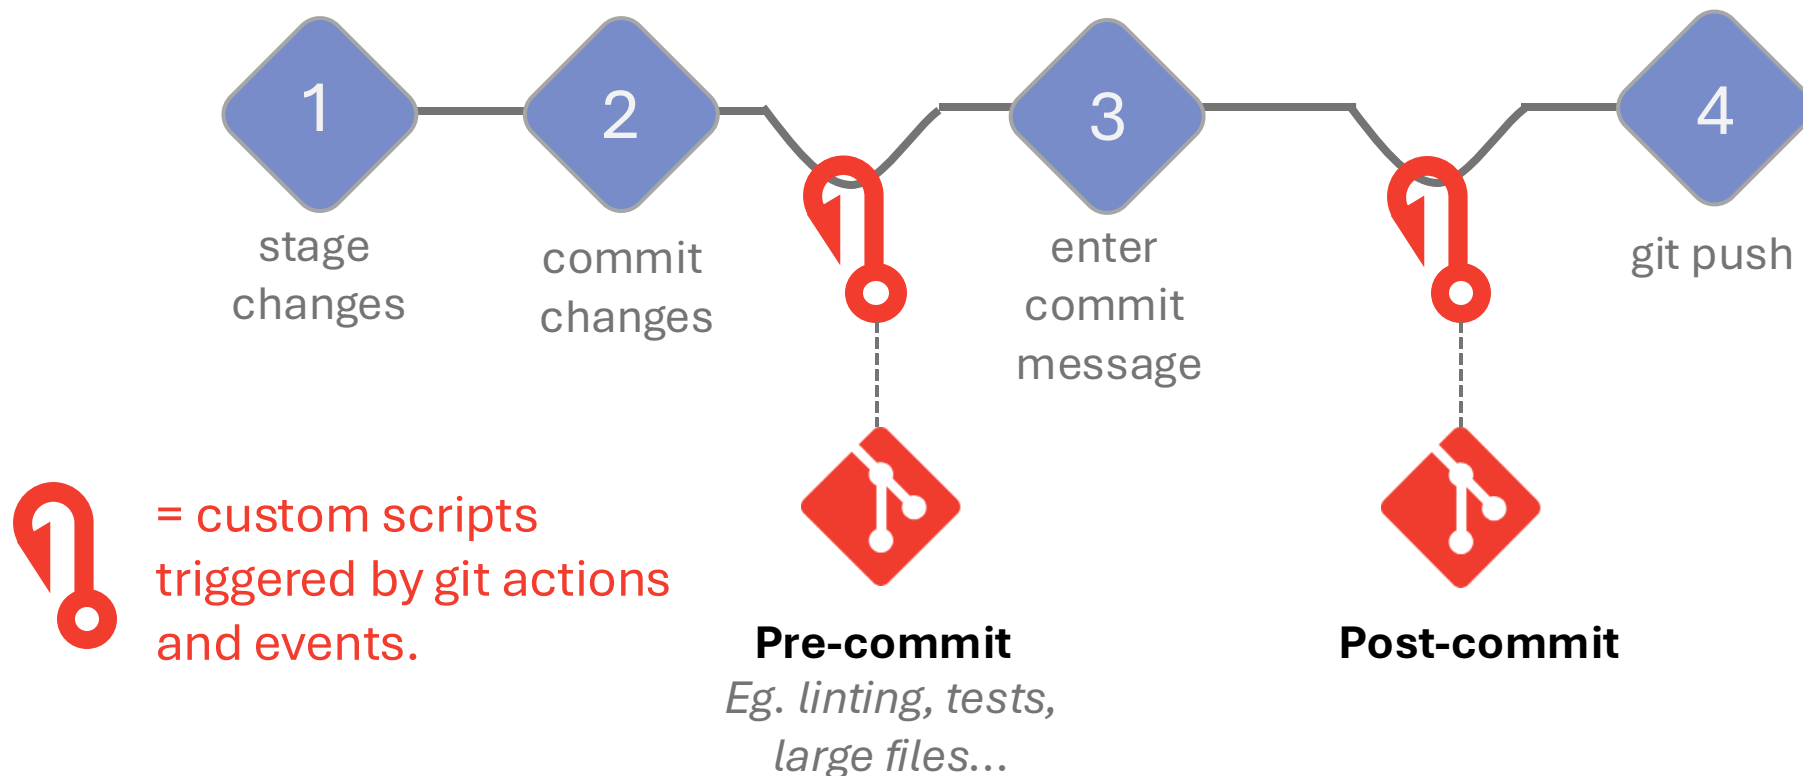 1
2
3
4
stage
changes
commit
changes
enter
commit
message
git push
= custom scripts
triggered by git actions
and events.
Pre-commit
Eg. linting, tests,
large files...
Post-commit